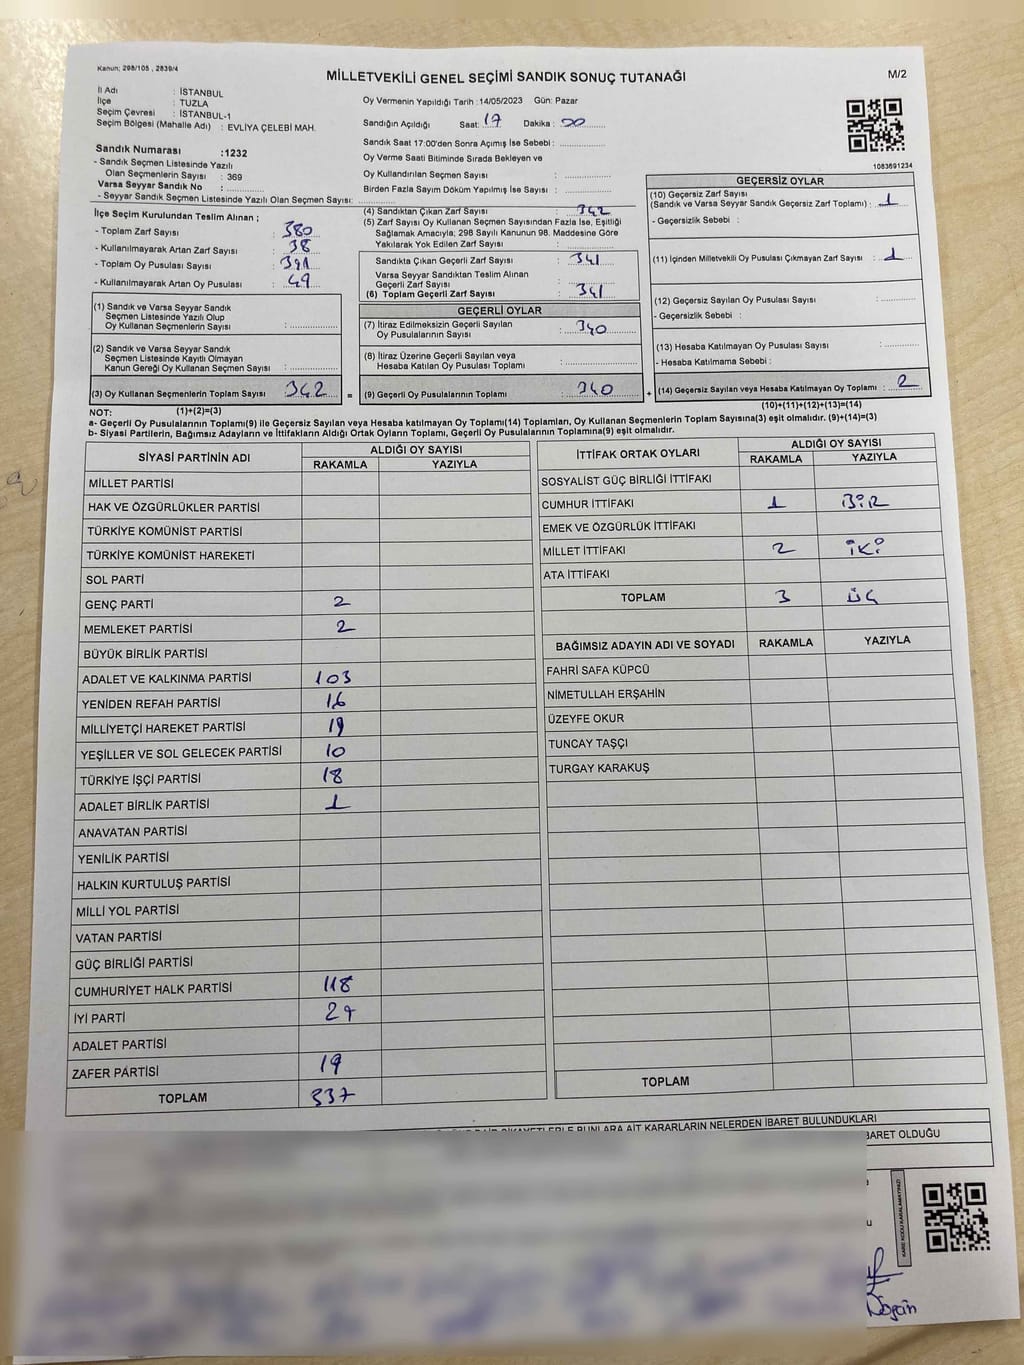 Kanun; 298/105 , 2839/4
MİLLETVEKİLİ GENEL SEÇİMİ SANDIK SONUÇ TUTANAĞI
M/2
İl Adı : İSTANBUL
İlçe : TUZLA
Seçim Çevresi : İSTANBUL-1
Seçim Bölgesi (Mahalle Adı) : EVLİYA ÇELEBİ MAH.
Oy Vermenin Yapıldığı Tarih : 14/05/2023 Gün: Pazar
Sandığın Açıldığı Saat: 17 Dakika : 00
Sandık Saat 17:00'den Sonra Açımış İse Sebebi :
Oy Verme Saati Bitiminde Sırada Bekleyen ve
Oy Kullandırılan Seçmen Sayısı :
Birden Fazla Sayım Döküm Yapılmış İse Sayısı :
1083691234
Sandık Numarası :1232
- Sandık Seçmen Listesinde Yazılı
Olan Seçmenlerin Sayısı : 369
Varsa Seyyar Sandık No :
- Seyyar Sandık Seçmen Listesinde Yazılı Olan Seçmen Sayısı:
İlçe Seçim Kurulundan Teslim Alınan ;
- Toplam Zarf Sayısı : 380
- Kullanılmayarak Artan Zarf Sayısı : 38
- Toplam Oy Pusulası Sayısı : 391
- Kullanılmayarak Artan Oy Pusulası : 49
(1) Sandık ve Varsa Seyyar Sandık
Seçmen Listesinde Yazılı Olup
Oy Kullanan Seçmenlerin Sayısı :
(2) Sandık ve Varsa Seyyar Sandık
Seçmen Listesinde Kayıtlı Olmayan
Kanun Gereği Oy Kullanan Seçmen Sayısı :
(3) Oy Kullanan Seçmenlerin Toplam Sayısı : 342 =
(4) Sandıktan Çıkan Zarf Sayısı : 342
(5) Zarf Sayısı Oy Kullanan Seçmen Sayısından Fazla İse, Eşitliği
Sağlamak Amacıyla; 298 Sayılı Kanunun 98. Maddesine Göre
Yakılarak Yok Edilen Zarf Sayısı :
Sandıkta Çıkan Geçerli Zarf Sayısı : 341
Varsa Seyyar Sandıktan Teslim Alınan
Geçerli Zarf Sayısı :
(6) Toplam Geçerli Zarf Sayısı : 341
GEÇERLİ OYLAR
(7) İtiraz Edilmeksizin Geçerli Sayılan
Oy Pusulalarının Sayısı : 340
(8) İtiraz Üzerine Geçerli Sayılan veya
Hesaba Katılan Oy Pusulası Toplamı :
(9) Geçerli Oy Pusulalarının Toplamı : 340 +
GEÇERSİZ OYLAR
(10) Geçersiz Zarf Sayısı
(Sandık ve Varsa Seyyar Sandık Geçersiz Zarf Toplamı) : 1
- Geçersizlik Sebebi :
(11) İçinden Milletvekili Oy Pusulası Çıkmayan Zarf Sayısı : 1
(12) Geçersiz Sayılan Oy Pusulası Sayısı :
- Geçersizlik Sebebi :
(13) Hesaba Katılmayan Oy Pusulası Sayısı :
- Hesaba Katılmama Sebebi :
(14) Geçersiz Sayılan veya Hesaba Katılmayan Oy Toplamı : 2
NOT: (1)+(2)=(3) (10)+(11)+(12)+(13)=(14)
a- Geçerli Oy Pusulalarının Toplamı(9) ile Geçersiz Sayılan veya Hesaba katılmayan Oy Toplamı(14) Toplamları, Oy Kullanan Seçmenlerin Toplam Sayısına(3) eşit olmalıdır. (9)+(14)=(3)
b- Siyasi Partilerin, Bağımsız Adayların ve İttifakların Aldığı Ortak Oyların Toplamı, Geçerli Oy Pusulalarının Toplamına(9) eşit olmalıdır.
SİYASİ PARTİNİN ADI ALDIĞI OY SAYISI
RAKAMLA YAZIYLA
MİLLET PARTİSİ
HAK VE ÖZGÜRLÜKLER PARTİSİ
TÜRKİYE KOMÜNİST PARTİSİ
TÜRKİYE KOMÜNİST HAREKETİ
SOL PARTİ
GENÇ PARTİ 2
MEMLEKET PARTİSİ 2
BÜYÜK BİRLİK PARTİSİ
ADALET VE KALKINMA PARTİSİ 103
YENİDEN REFAH PARTİSİ 16
MİLLİYETÇİ HAREKET PARTİSİ 19
YEŞİLLER VE SOL GELECEK PARTİSİ 10
TÜRKİYE İŞÇİ PARTİSİ 18
ADALET BİRLİK PARTİSİ 1
ANAVATAN PARTİSİ
YENİLİK PARTİSİ
HALKIN KURTULUŞ PARTİSİ
MİLLİ YOL PARTİSİ
VATAN PARTİSİ
GÜÇ BİRLİĞİ PARTİSİ
CUMHURİYET HALK PARTİSİ 118
İYİ PARTİ 29
ADALET PARTİSİ
ZAFER PARTİSİ 19
TOPLAM 337
İTTİFAK ORTAK OYLARI ALDIĞI OY SAYISI
RAKAMLA YAZIYLA
SOSYALİST GÜÇ BİRLİĞİ İTTİFAKI
CUMHUR İTTİFAKI 1 BİR
EMEK VE ÖZGÜRLÜK İTTİFAKI
MİLLET İTTİFAKI 2 İKİ
ATA İTTİFAKI
TOPLAM 3 ÜÇ
BAĞIMSIZ ADAYIN ADI VE SOYADI RAKAMLA YAZIYLA
FAHRİ SAFA KÜPCÜ
NİMETULLAH ERŞAHİN
ÜZEYFE OKUR
TUNCAY TAŞÇI
TURGAY KARAKUŞ
TOPLAM
BUNLARA AİT KARARLARIN NELERDEN İBARET BULUNDUKLARI
BARET OLDUĞU
KARE KODU KARALAMAYINIZ!